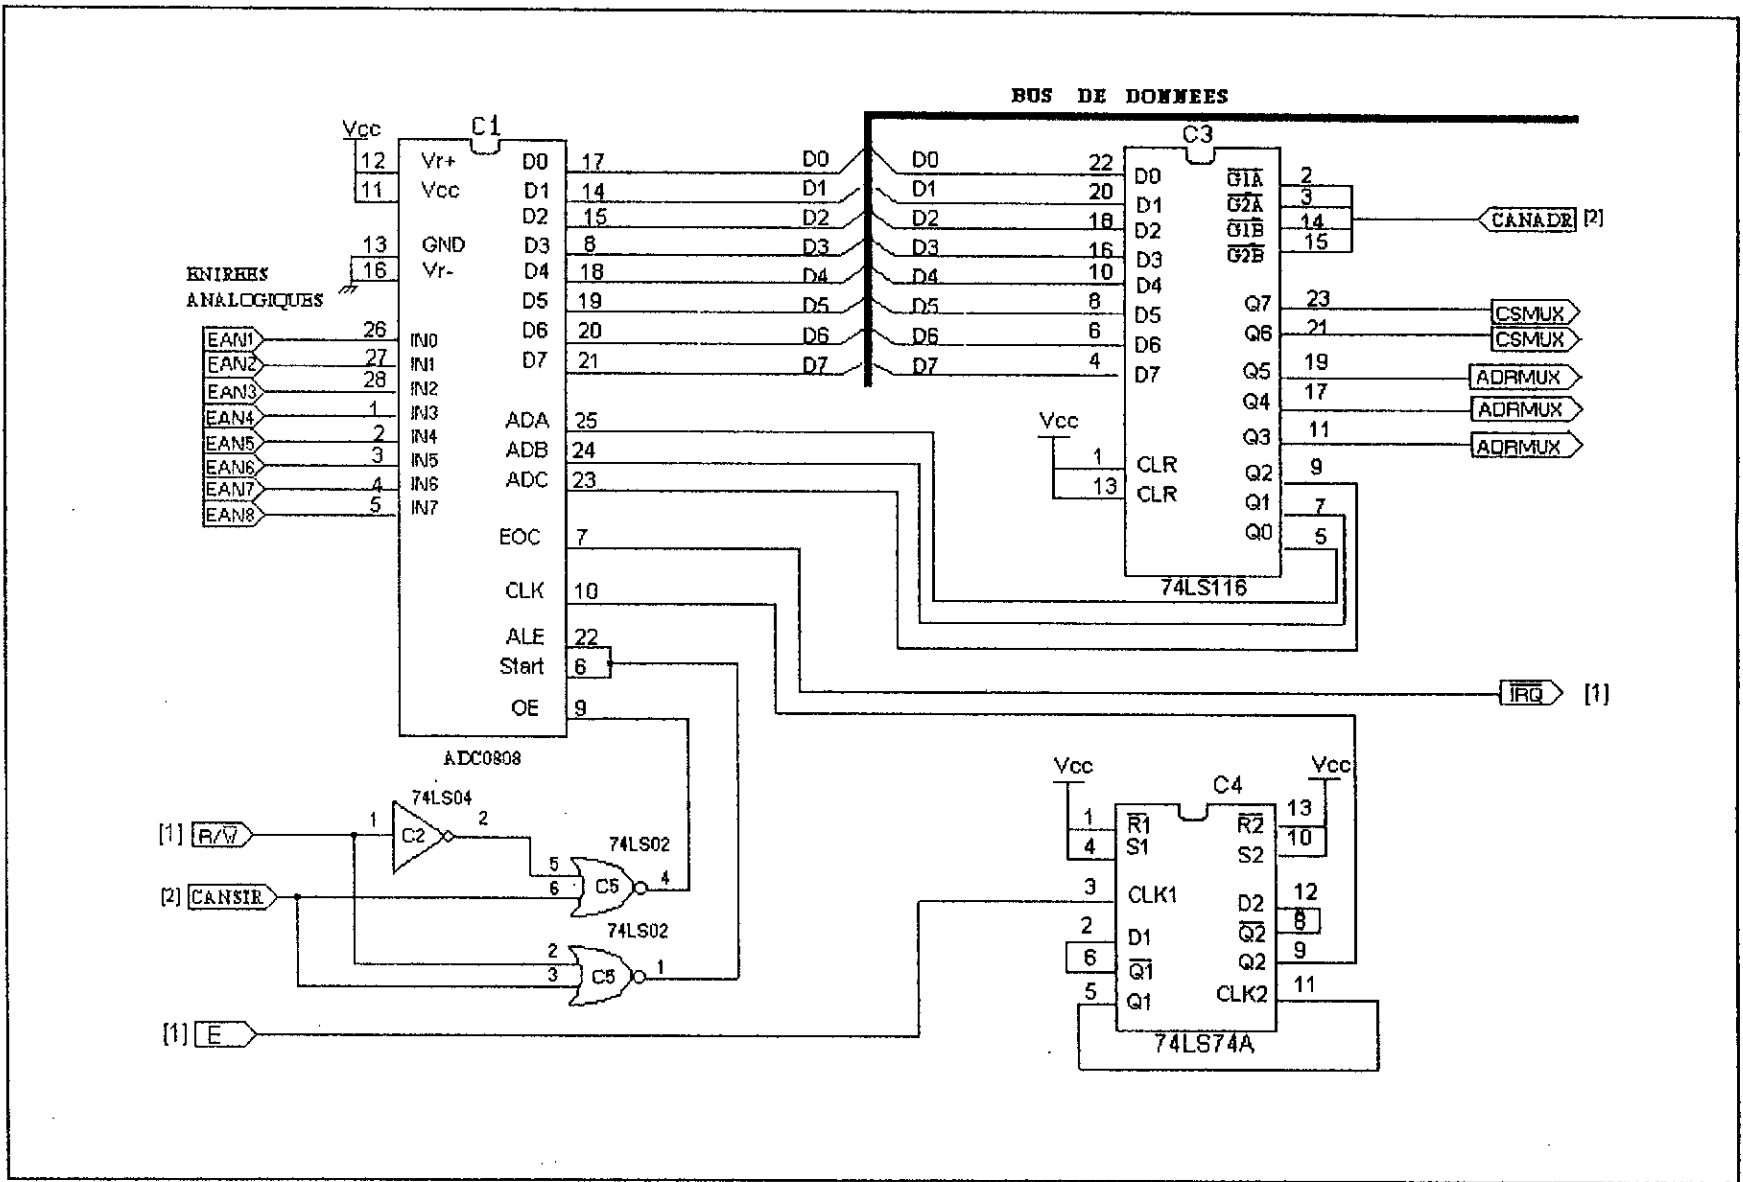 BUS DE DONNEES
Vcc
C1
12 Vr+
11 Vcc
13 GND
16 Vr-
ENIREES
ANALOGIQUES
EAN1 26 IN0
EAN2 27 IN1
EAN3 28 IN2
EAN4 1 IN3
EAN5 2 IN4
EAN6 3 IN5
EAN7 4 IN6
EAN8 5 IN7
D0 17 D0
D1 14 D1
D2 15 D2
D3 8 D3
D4 18 D4
D5 19 D5
D6 20 D6
D7 21 D7
ADA 25
ADB 24
ADC 23
EOC 7
CLK 10
ALE 22
Start 6
OE 9
ADC0808
C3
D0 22 D0
D1 20 D1
D2 18 D2
D3 16 D3
D4 10 D4
D5 8 D5
D6 6 D6
D7 4 D7
Vcc
1 CLR
13 CLR
G1A 2
G2A 3
G1B 14
G2B 15
CANADR [2]
Q7 23 CSMUX
Q6 21 CSMUX
Q5 19 ADRMUX
Q4 17 ADRMUX
Q3 11 ADRMUX
Q2 9
Q1 7
Q0 5
74LS116
IRQ [1]
74LS04
[1] R/W 1 C2 2
74LS02
5
6 C5 4
[2] CANSIR
74LS02
2
3 C5 1
[1] E
Vcc
C4
Vcc
1 R1
4 S1
3 CLK1
2 D1
6 Q1
5 Q1
R2 13
S2 10
D2 12
Q2 8
Q2 9
CLK2 11
74LS74A